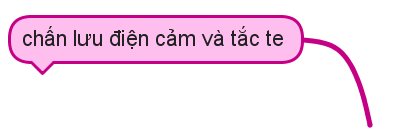 chấn lưu điện cảm và tắc te